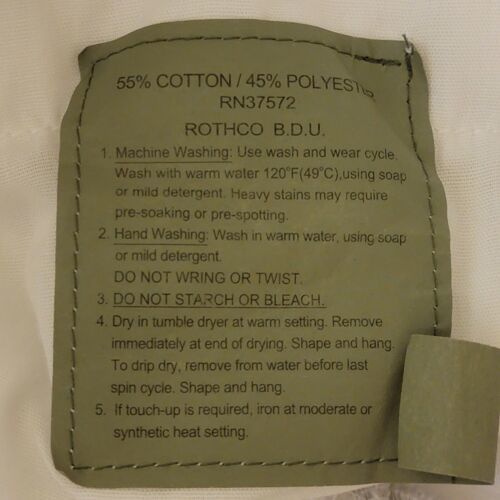 55% COTTON / 45% POLYESTER
RN37572
ROTHCO B.D.U.
1. Machine Washing: Use wash and wear cycle.
Wash with warm water 120°F(49°C),using soap
or mild detergent. Heavy stains may require
pre-soaking or pre-spotting.
2. Hand Washing: Wash in warm water, using soap
or mild detergent.
DO NOT WRING OR TWIST.
3. DO NOT STARCH OR BLEACH.
4. Dry in tumble dryer at warm setting. Remove
immediately at end of drying. Shape and hang.
To drip dry, remove from water before last
spin cycle. Shape and hang.
5. If touch-up is required, iron at moderate or
synthetic heat setting.